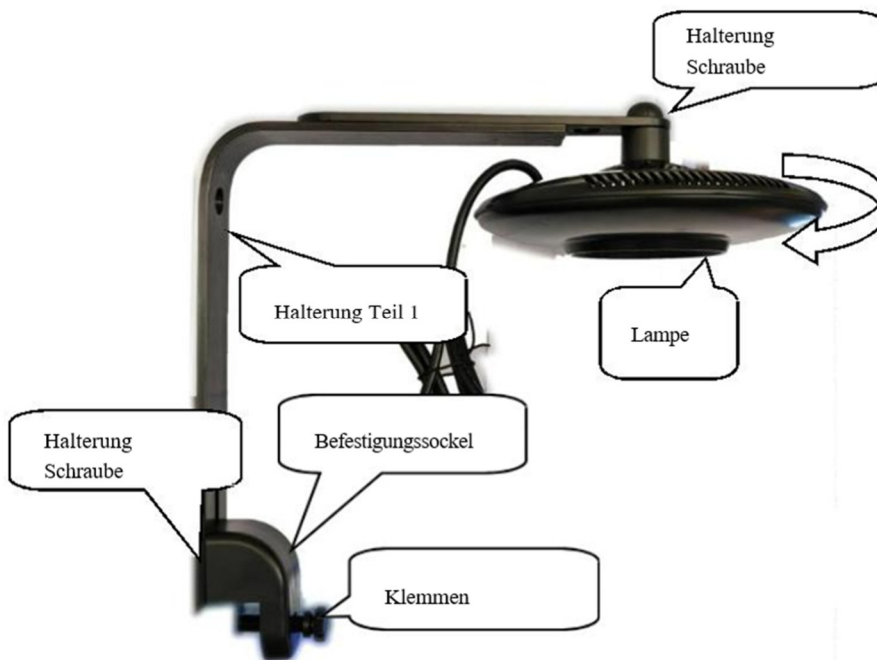 Halterung
Schraube
Halterung Teil 1
Lampe
Halterung
Schraube
Befestigungssockel
Klemmen